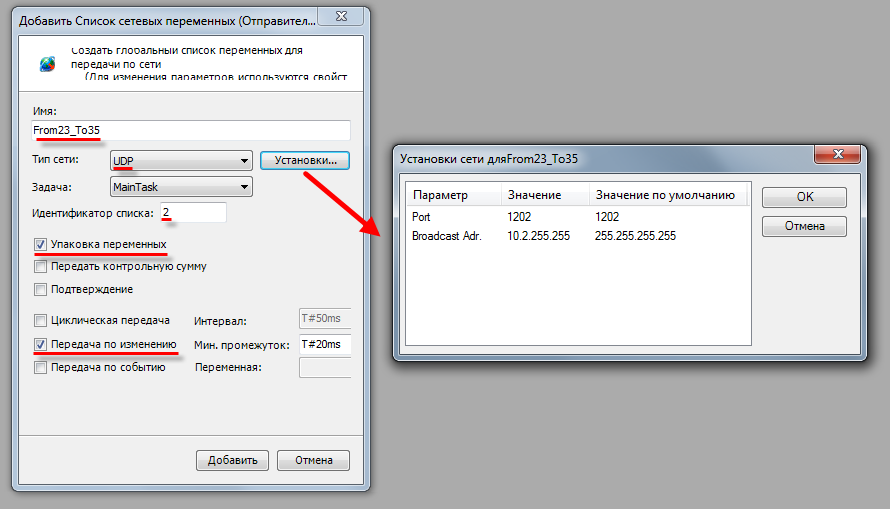 Добавить Список сетевых переменных (Отправител...
Создать глобальный список переменных для
передачи по сети
(Для изменения параметров используются свойст
Имя:
From23_To35
Тип сети: UDP Установки...
Задача: MainTask
Идентификатор списка: 2
Упаковка переменных
Передать контрольную сумму
Подтверждение
Циклическая передача Интервал: T#50ms
Передача по изменению Мин. промежуток: T#20ms
Передача по событию Переменная:
Добавить Отмена
Установки сети дляFrom23_To35
Параметр Значение Значение по умолчанию
Port 1202 1202
Broadcast Adr. 10.2.255.255 255.255.255.255
OK
Отмена